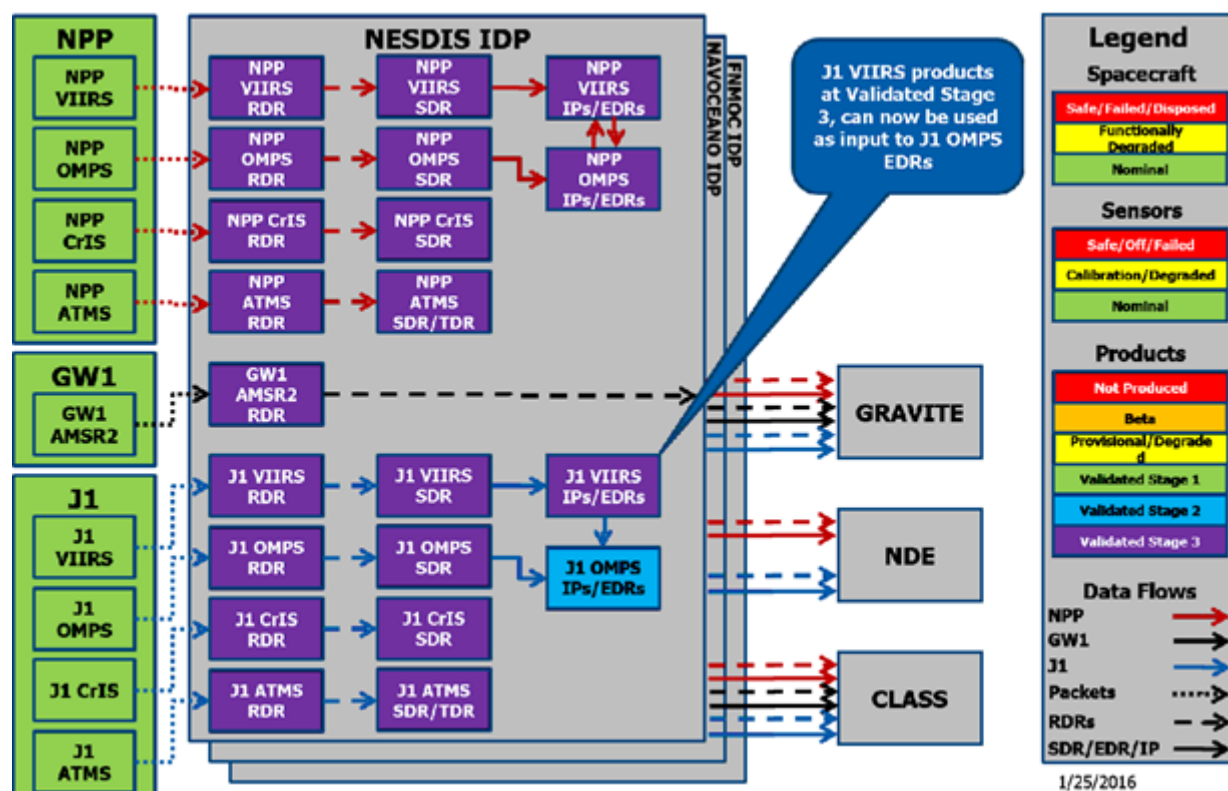 NPP
NPP
VIIRS
NPP
OMPS
NPP
CrIS
NPP
ATMS
GW1
GW1
AMSR2
J1
J1
VIIRS
J1
OMPS
J1 CrIS
J1
ATMS
NESDIS IDP
NAVOCEANO IDP
FNMOC IDP
NPP
VIIRS
RDR
NPP
VIIRS
SDR
NPP
VIIRS
IPs/EDRs
NPP
OMPS
RDR
NPP
OMPS
SDR
NPP
OMPS
IPs/EDRs
NPP CrIS
RDR
NPP CrIS
SDR
NPP
ATMS
RDR
NPP
ATMS
SDR/TDR
GW1
AMSR2
RDR
J1 VIIRS
RDR
J1 VIIRS
SDR
J1 VIIRS
IPs/EDRs
J1 OMPS
RDR
J1 OMPS
SDR
J1 OMPS
IPs/EDRs
J1 CrIS
RDR
J1 CrIS
SDR
J1 ATMS
RDR
J1 ATMS
SDR/TDR
J1 VIIRS products
at Validated Stage
3, can now be used
as input to J1 OMPS
EDRs
GRAVITE
NDE
CLASS
Legend
Spacecraft
Safe/Failed/Disposed
Functionally
Degraded
Nominal
Sensors
Safe/Off/Failed
Calibration/Degraded
Nominal
Products
Not Produced
Beta
Provisional/Degrade
d
Validated Stage 1
Validated Stage 2
Validated Stage 3
Data Flows
NPP
GW1
J1
Packets
RDRs
SDR/EDR/IP
1/25/2016